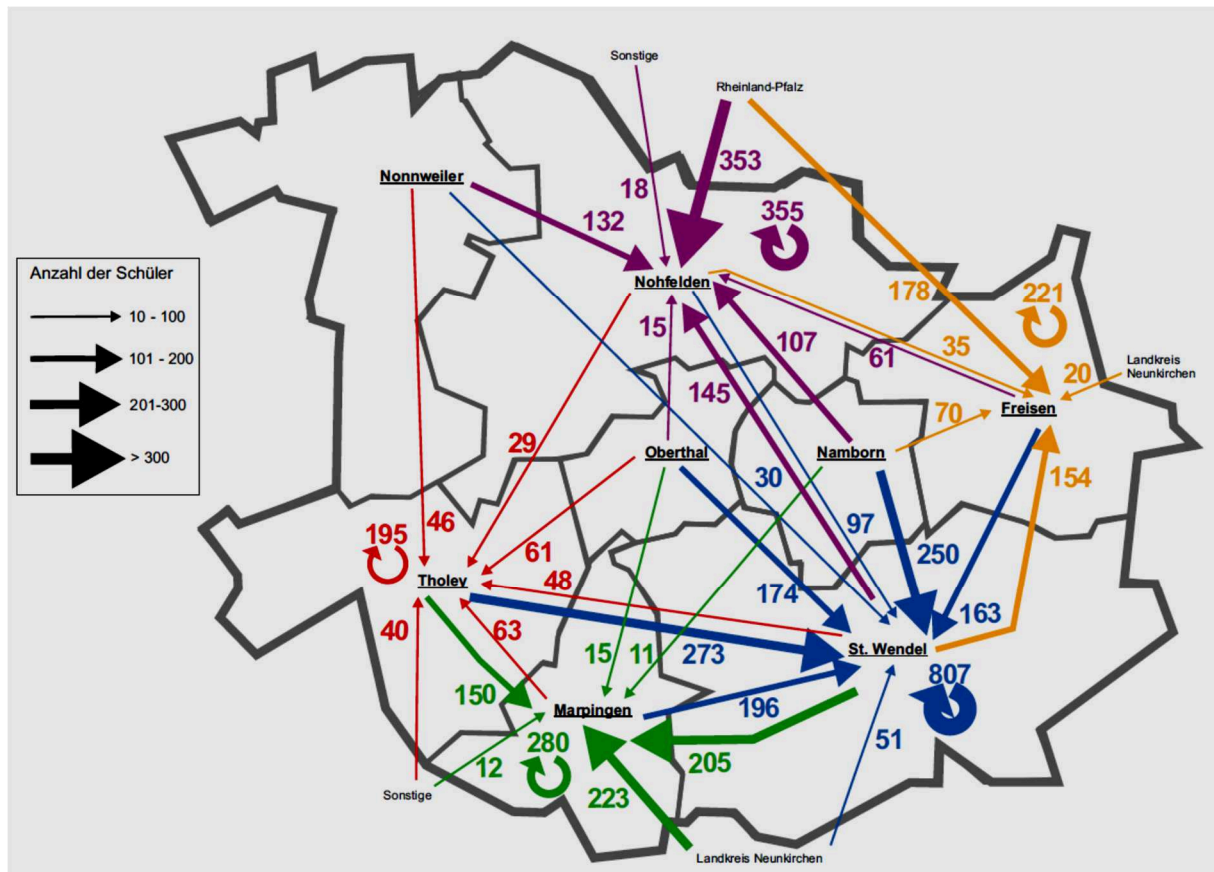 Sonstige
Rheinland-Pfalz
353
Nonnweiler
18
132
355
Anzahl der Schüler
10 - 100
101 - 200
201-300
> 300
Nohfelden
178
221
15
107
61
35
20
Landkreis
Neunkirchen
145
70
Freisen
29
Oberthal
Namborn
154
30
46
97
195
61
250
Tholey
48
174
163
40
63
273
St. Wendel
15
11
807
150
Marpingen
196
51
280
205
12
Sonstige
223
Landkreis Neunkirchen